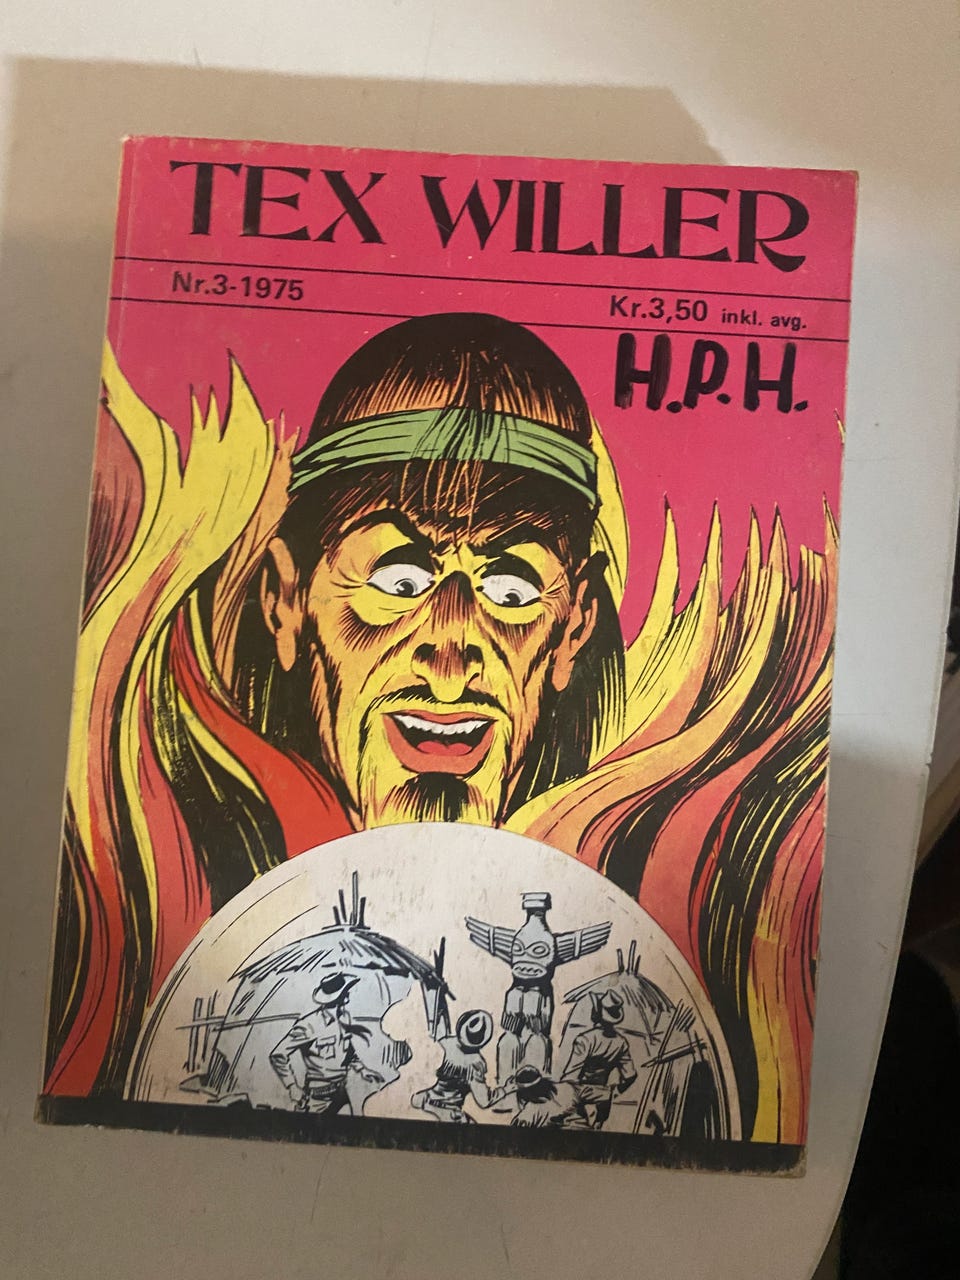 TEX WILLER
Nr.3-1975
Kr.3,50 inkl. avg.
H.P.H.